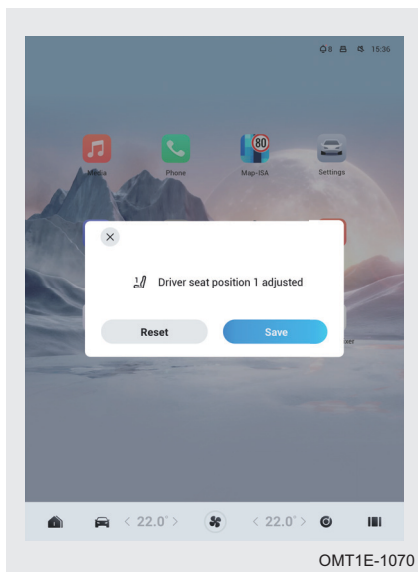 8 15:36
80
Media Phone Map-ISA Settings
Driver seat position 1 adjusted
Reset Save
< 22.0° > < 22.0° >
OMT1E-1070